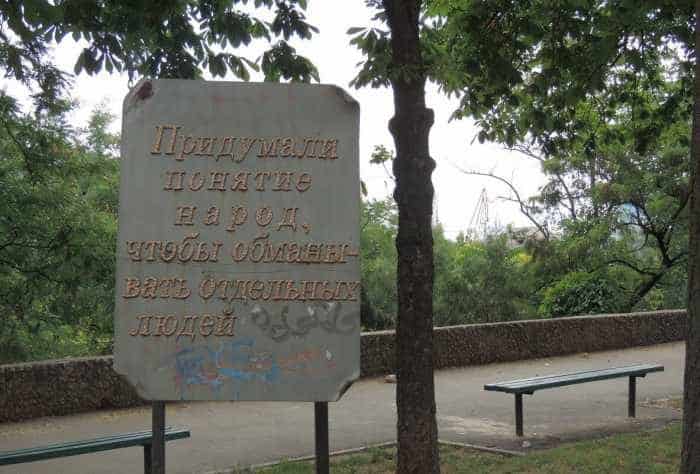 Придумали
понятие
народ,
чтобы обманы-
вать отдельных
людей